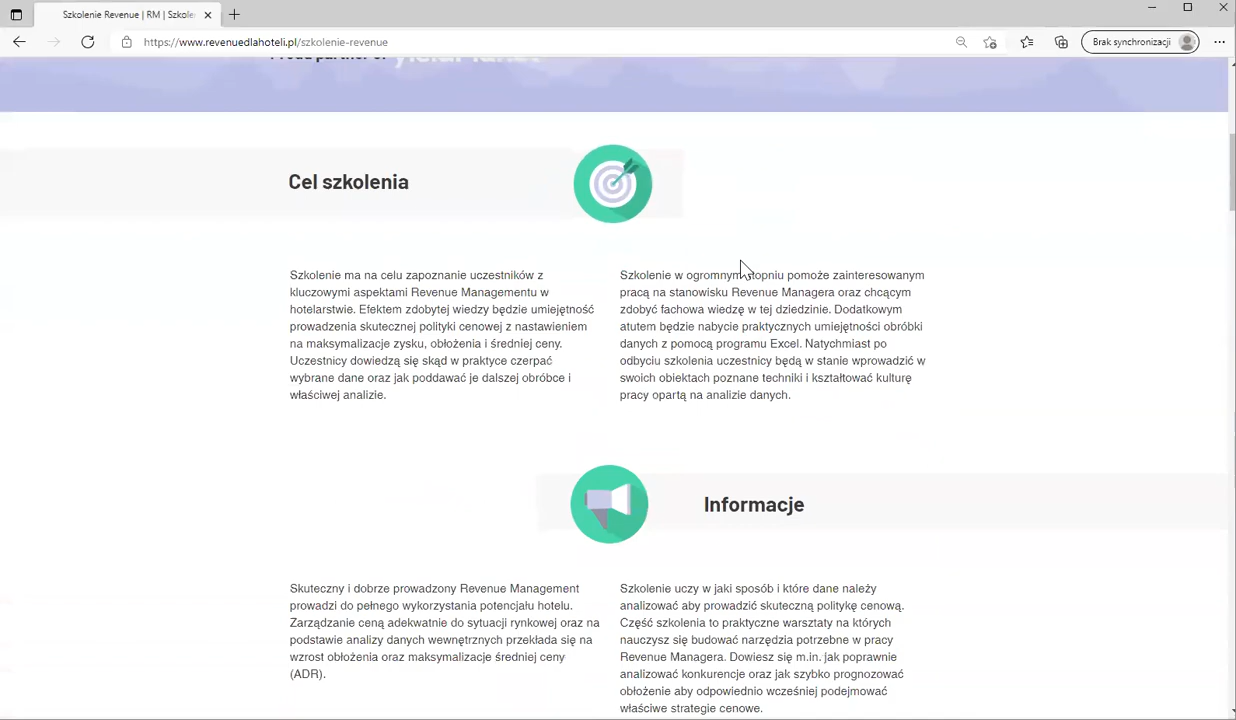 Szkolenie Revenue | RM | Szkole
https://www.revenuedlahoteli.pl/szkolenie-revenue
Brak synchronizacji
Proud partner of
Cel szkolenia
Szkolenie ma na celu zapoznanie uczestników z
kluczowymi aspektami Revenue Managementu w
hotelarstwie. Efektem zdobytej wiedzy będzie umiejętność
prowadzenia skutecznej polityki cenowej z nastawieniem
na maksymalizacje zysku, obłożenia i średniej ceny.
Uczestnicy dowiedzą się skąd w praktyce czerpać
wybrane dane oraz jak poddawać je dalszej obróbce i
właściwej analizie.
Szkolenie w ogromnym stopniu pomoże zainteresowanym
pracą na stanowisku Revenue Managera oraz chcącym
zdobyć fachowa wiedzę w tej dziedzinie. Dodatkowym
atutem będzie nabycie praktycznych umiejętności obróbki
danych z pomocą programu Excel. Natychmiast po
odbyciu szkolenia uczestnicy będą w stanie wprowadzić w
swoich obiektach poznane techniki i kształtować kulturę
pracy opartą na analizie danych.
Informacje
Skuteczny i dobrze prowadzony Revenue Management
prowadzi do pełnego wykorzystania potencjału hotelu.
Zarządzanie ceną adekwatnie do sytuacji rynkowej oraz na
podstawie analizy danych wewnętrznych przekłada się na
wzrost obłożenia oraz maksymalizacje średniej ceny
(ADR).
Szkolenie uczy w jaki sposób i które dane należy
analizować aby prowadzić skuteczną politykę cenową.
Część szkolenia to praktyczne warsztaty na których
nauczysz się budować narzędzia potrzebne w pracy
Revenue Managera. Dowiesz się m.in. jak poprawnie
analizować konkurencje oraz jak szybko prognozować
obłożenie aby odpowiednio wcześniej podejmować
właściwe strategie cenowe.